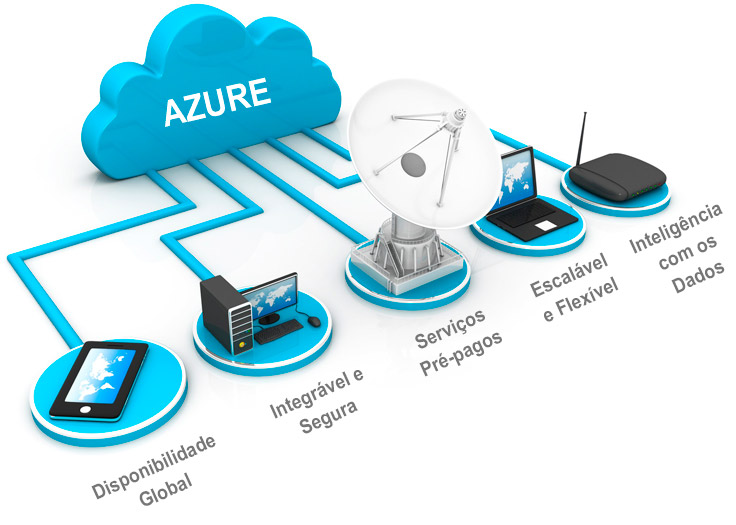 AZURE
Disponibilidade
Global
Integrável e
Segura
Serviços
Pré-pagos
Escalável
e Flexível
Inteligência
com os
Dados